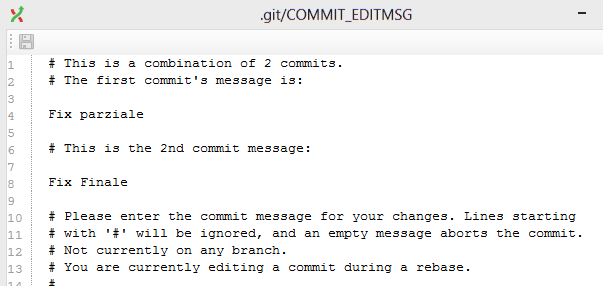 .git/COMMIT_EDITMSG
1 # This is a combination of 2 commits.
2 # The first commit's message is:
3
4 Fix parziale
5
6 # This is the 2nd commit message:
7
8 Fix Finale
9
10 # Please enter the commit message for your changes. Lines starting
11 # with '#' will be ignored, and an empty message aborts the commit.
12 # Not currently on any branch.
13 # You are currently editing a commit during a rebase.
14 #